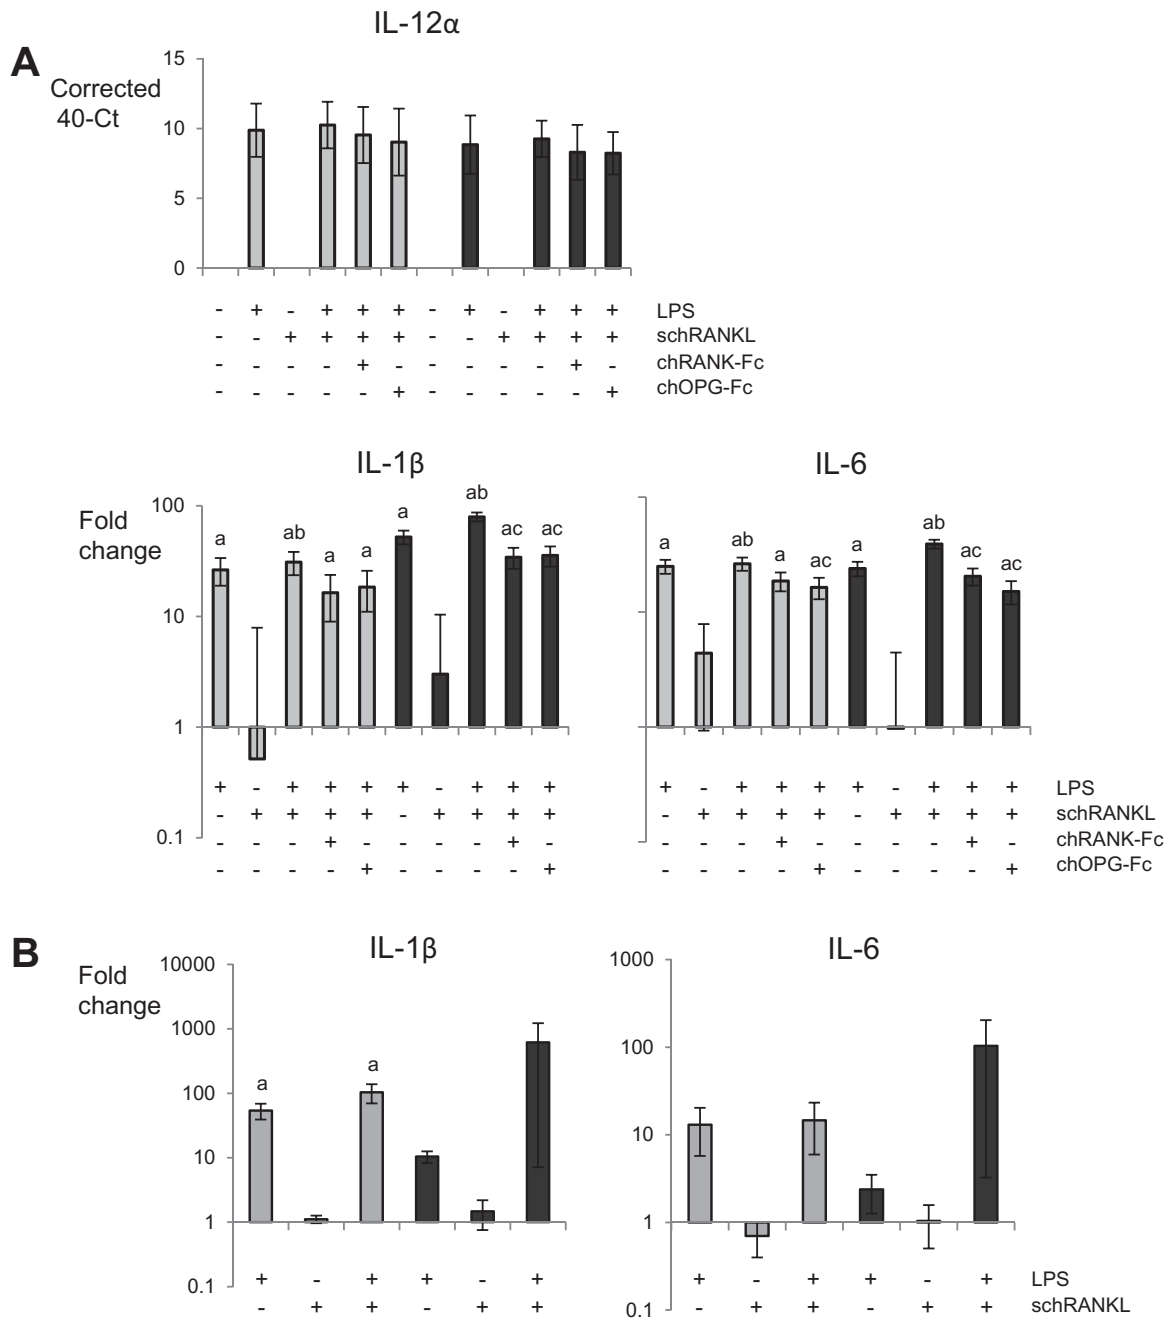 IL-12α
A
Corrected
40-Ct
15
10
5
0
- + - + + + - + - + + + LPS
- - + + + + - - + + + + schRANKL
- - - - + - - - - - + - chRANK-Fc
- - - - - + - - - - - + chOPG-Fc
IL-1β IL-6
Fold
change
100
10
1
0.1
a ab a a a ab ac ac
a ab a ac a ab ac ac
+ - + + + + - + + + + - + + + + - + + + LPS
- + + + + - + + + + - + + + + - + + + + schRANKL
- - - + - - - - + - - - - + - - - - + - chRANK-Fc
- - - - + - - - - + - - - - + - - - - + chOPG-Fc
B
IL-1β IL-6
Fold
change
10000
1000
100
10
1
0.1
a a
1000
100
10
1
0.1
+ - + + - + + - + + - + LPS
- + + - + + - + + - + + schRANKL